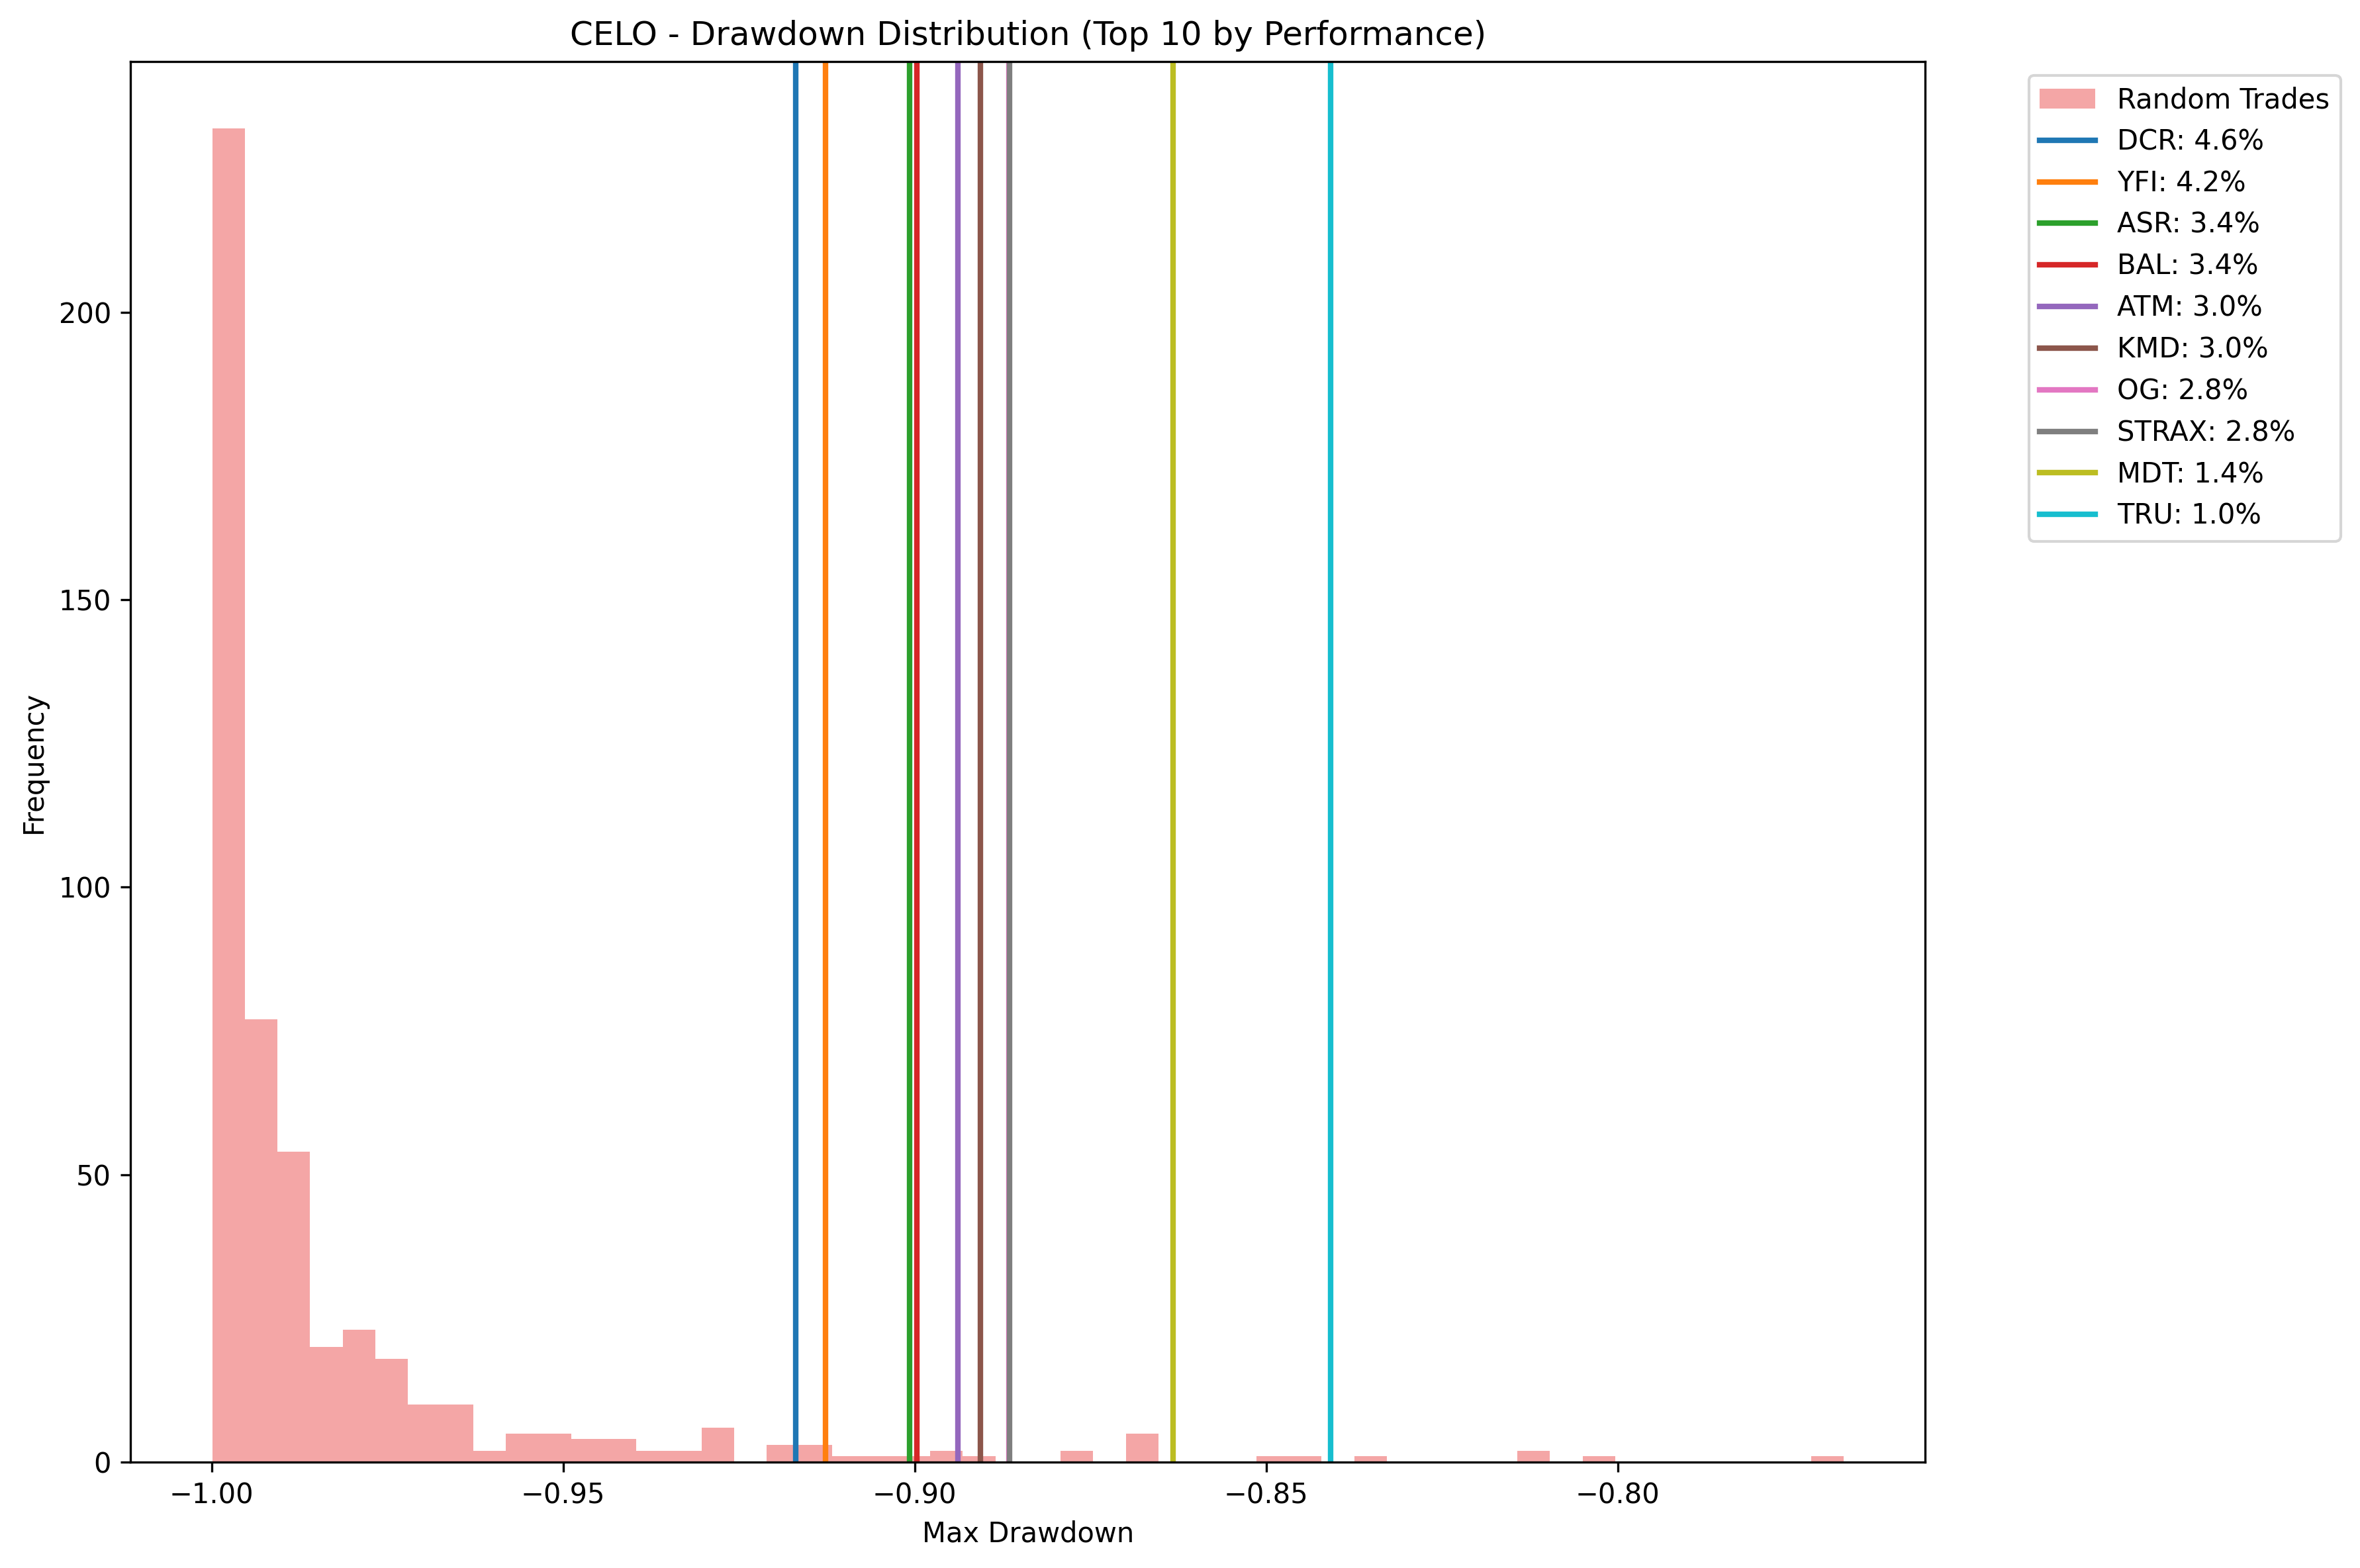 CELO - Drawdown Distribution (Top 10 by Performance)
Random Trades
DCR: 4.6%
YFI: 4.2%
ASR: 3.4%
BAL: 3.4%
ATM: 3.0%
KMD: 3.0%
OG: 2.8%
STRAX: 2.8%
MDT: 1.4%
TRU: 1.0%
Frequency
200
150
100
50
0
−1.00 −0.95 −0.90 −0.85 −0.80
Max Drawdown